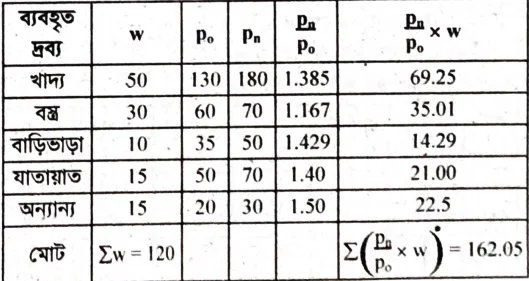 ব্যবহৃত দ্রব্য | w | pₒ | pₙ | pₙ/pₒ | pₙ/pₒ × w
খাদ্য | 50 | 130 | 180 | 1.385 | 69.25
বস্ত্র | 30 | 60 | 70 | 1.167 | 35.01
বাড়িভাড়া | 10 | 35 | 50 | 1.429 | 14.29
যাতায়াত | 15 | 50 | 70 | 1.40 | 21.00
অন্যান্য | 15 | 20 | 30 | 1.50 | 22.5
মোট | ∑w = 120 | | | | ∑(pₙ/pₒ × w) = 162.05